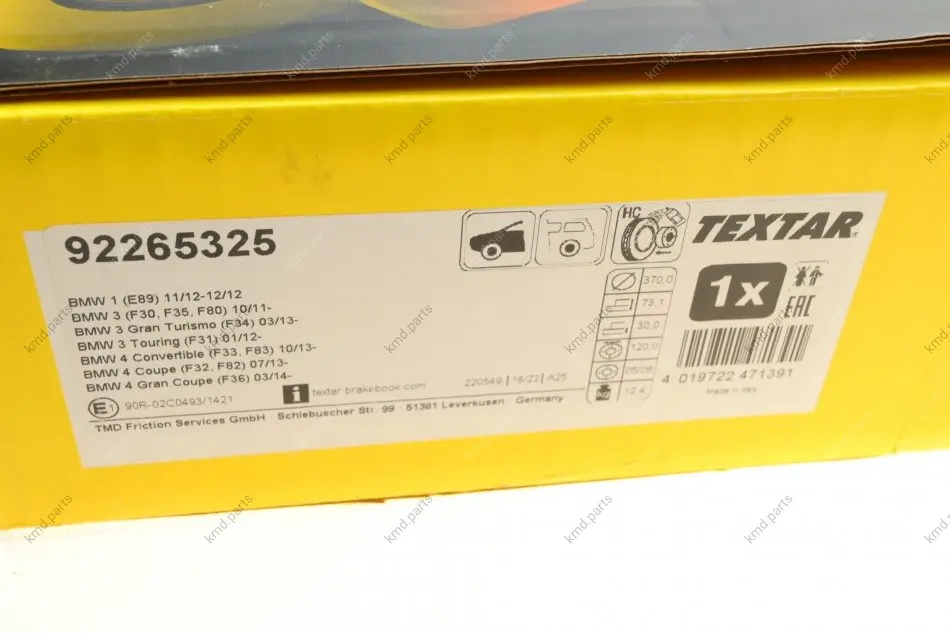 92265325
BMW 1 (E89) 11/12-12/12
BMW 3 (F30, F35, F80) 10/11-
BMW 3 Gran Turismo (F34) 03/13-
BMW 3 Touring (F31) 01/12-
BMW 4 Convertible (F33, F83) 10/13-
BMW 4 Coupe (F32, F82) 07/13-
BMW 4 Gran Coupe (F36) 03/14-
E1 90R-02C0493/1421
i textar brakebook.com
220549 | 16/22 | A25
TMD Friction Services GmbH · Schlebuscher Str. 99 · 51381 Leverkusen Germany
HC
370.0
73,1
30,0
120.0
05/06
KG 12.4
TEXTAR
1x
EAC
4 019722 471391
Made in Italy
kmd.parts